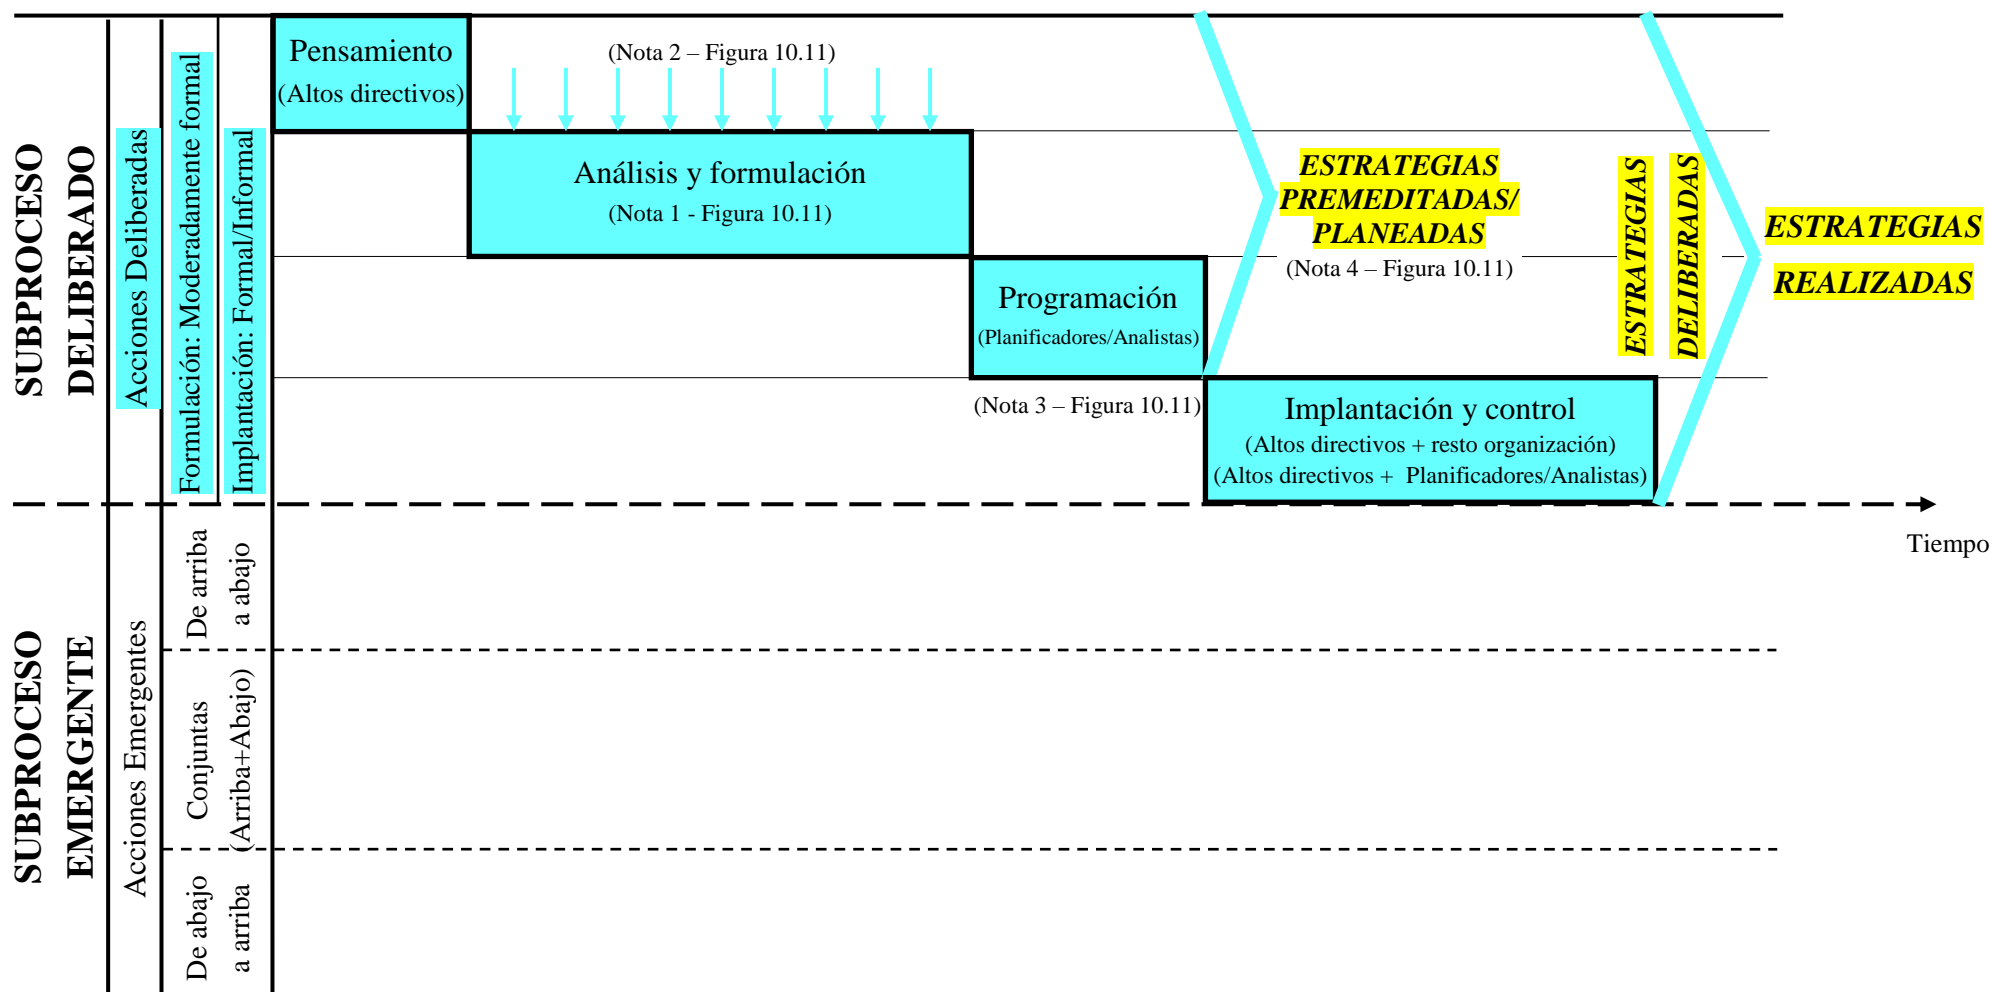 SUBPROCESO
DELIBERADO
Acciones Deliberadas
Formulación: Moderadamente formal
Implantación: Formal/Informal
Pensamiento
(Altos directivos)
(Nota 2 – Figura 10.11)
Análisis y formulación
(Nota 1 - Figura 10.11)
Programación
(Planificadores/Analistas)
(Nota 3 – Figura 10.11)
ESTRATEGIAS
PREMEDITADAS/
PLANEADAS
(Nota 4 – Figura 10.11)
Implantación y control
(Altos directivos + resto organización)
(Altos directivos + Planificadores/Analistas)
ESTRATEGIAS
DELIBERADAS
ESTRATEGIAS
REALIZADAS
Tiempo
SUBPROCESO
EMERGENTE
Acciones Emergentes
De arriba
a abajo
Conjuntas
(Arriba+Abajo)
De abajo
a arriba